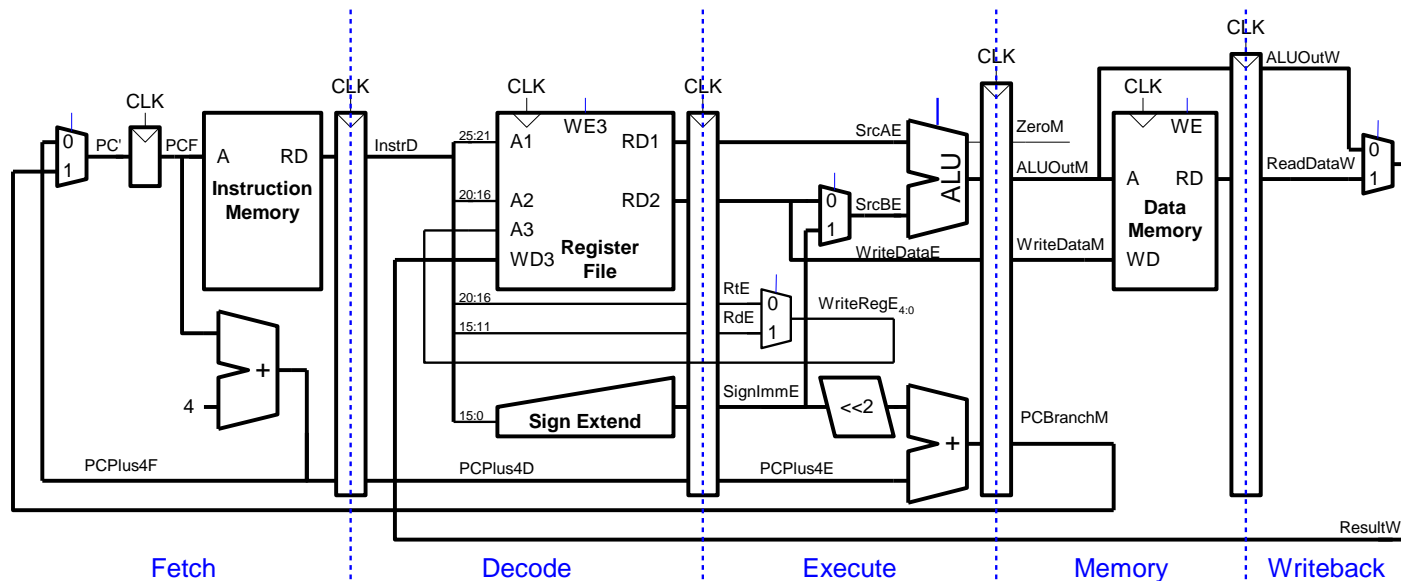 CLK
CLK
CLK
CLK
CLK
CLK
CLK
0
1
PC'
PCF
A
RD
Instruction
Memory
4
+
PCPlus4F
InstrD
25:21
20:16
20:16
15:11
15:0
A1
A2
A3
WD3
WE3
RD1
RD2
Register
File
Sign Extend
PCPlus4D
SrcAE
0
1
SrcBE
ALU
WriteDataE
RtE
RdE
0
1
WriteRegE4:0
SignImmE
<<2
+
PCPlus4E
ZeroM
ALUOutM
WriteDataM
PCBranchM
A
RD
WE
Data
Memory
WD
ALUOutW
ReadDataW
0
1
ResultW
Fetch
Decode
Execute
Memory
Writeback